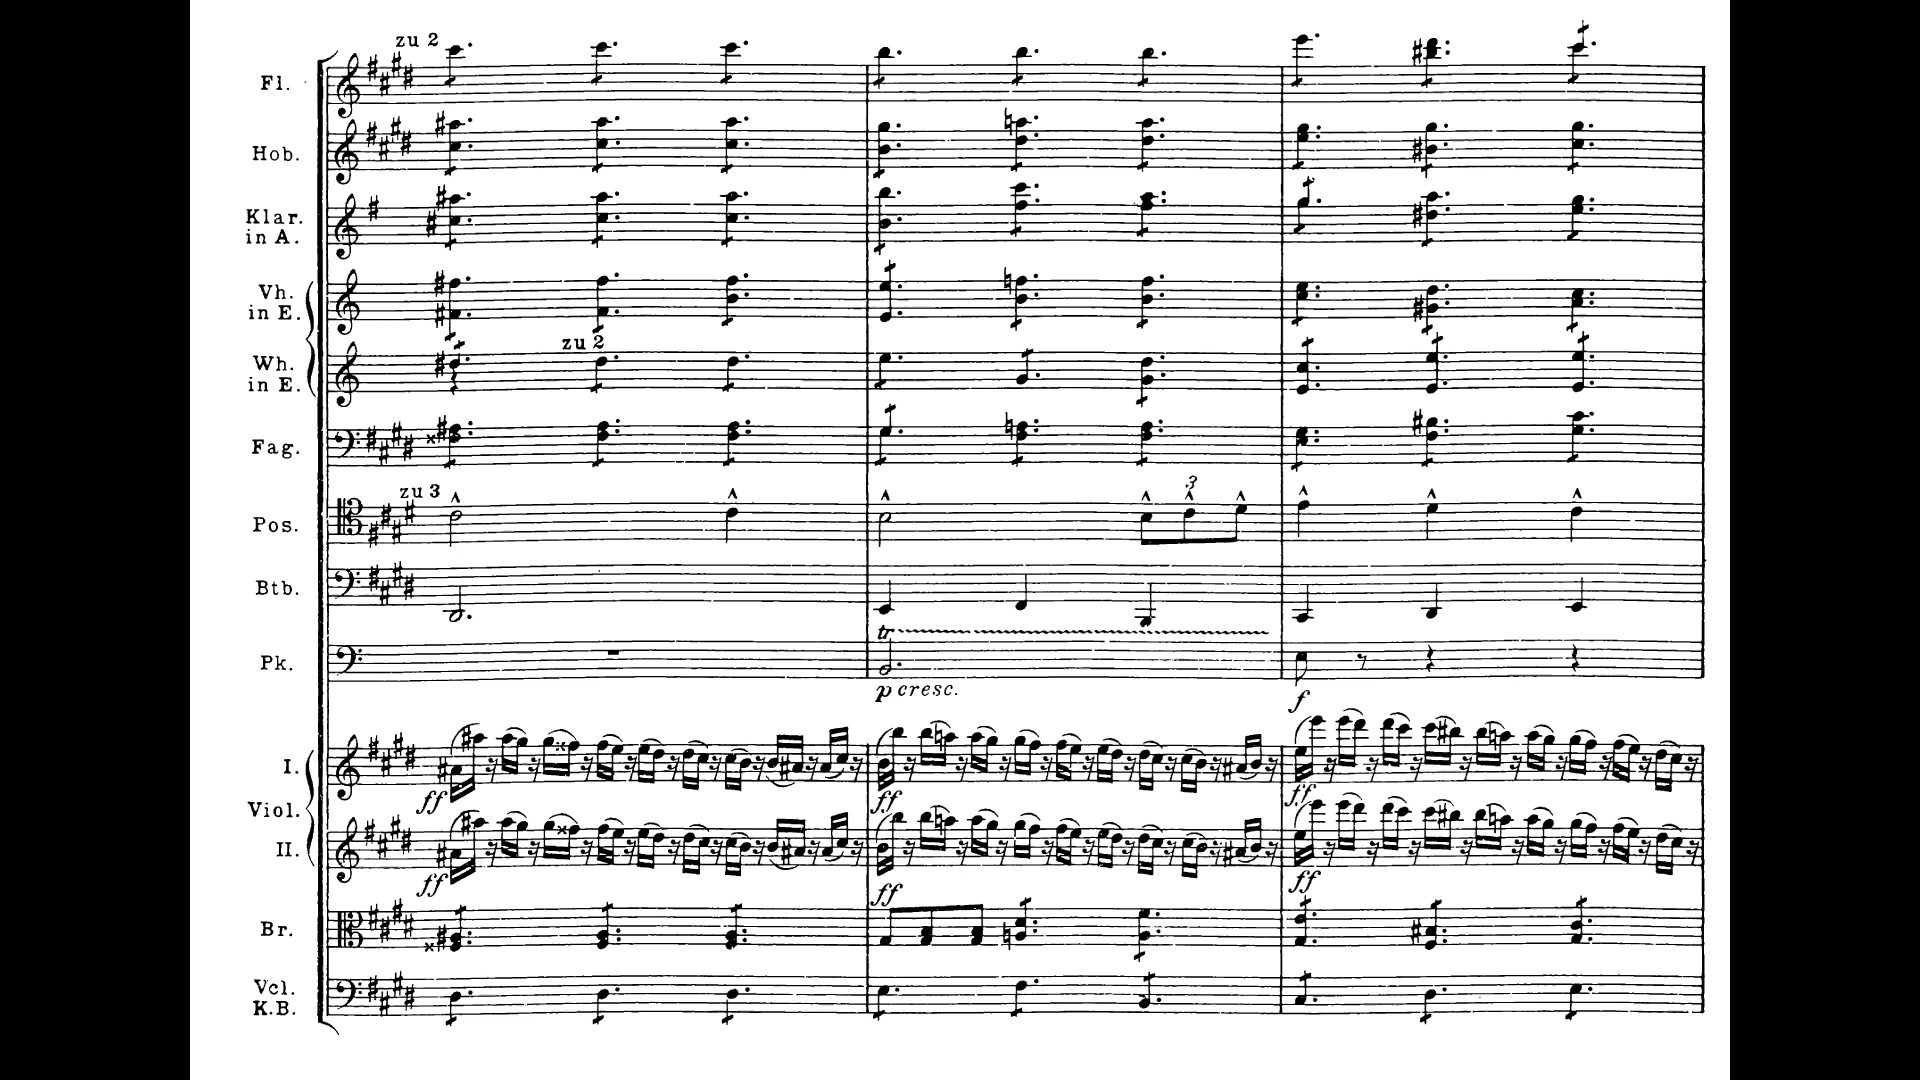 zu 2
Fl.
Hob.
Klar.
in A.
Vh.
in E.
zu 2
Wh.
in E.
Fag.
zu 3
3
Pos.
Btb.
tr
Pk.
p cresc.
f
I.
ff ff ff
Viol.
II.
ff ff ff
Br.
Vcl.
K.B.